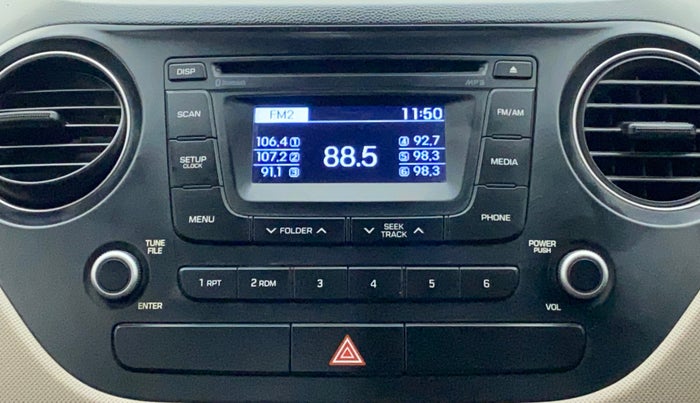 DISP
Bluetooth
MP3
SCAN
FM2 11:50
FM/AM
106.4 1
107.2 2
91.1 3
88.5
4 92.7
5 98.3
6 98.3
SETUP
CLOCK
MEDIA
MENU
FOLDER
SEEK
TRACK
PHONE
TUNE
FILE
POWER
PUSH
1 RPT 2 RDM 3 4 5 6
ENTER
VOL